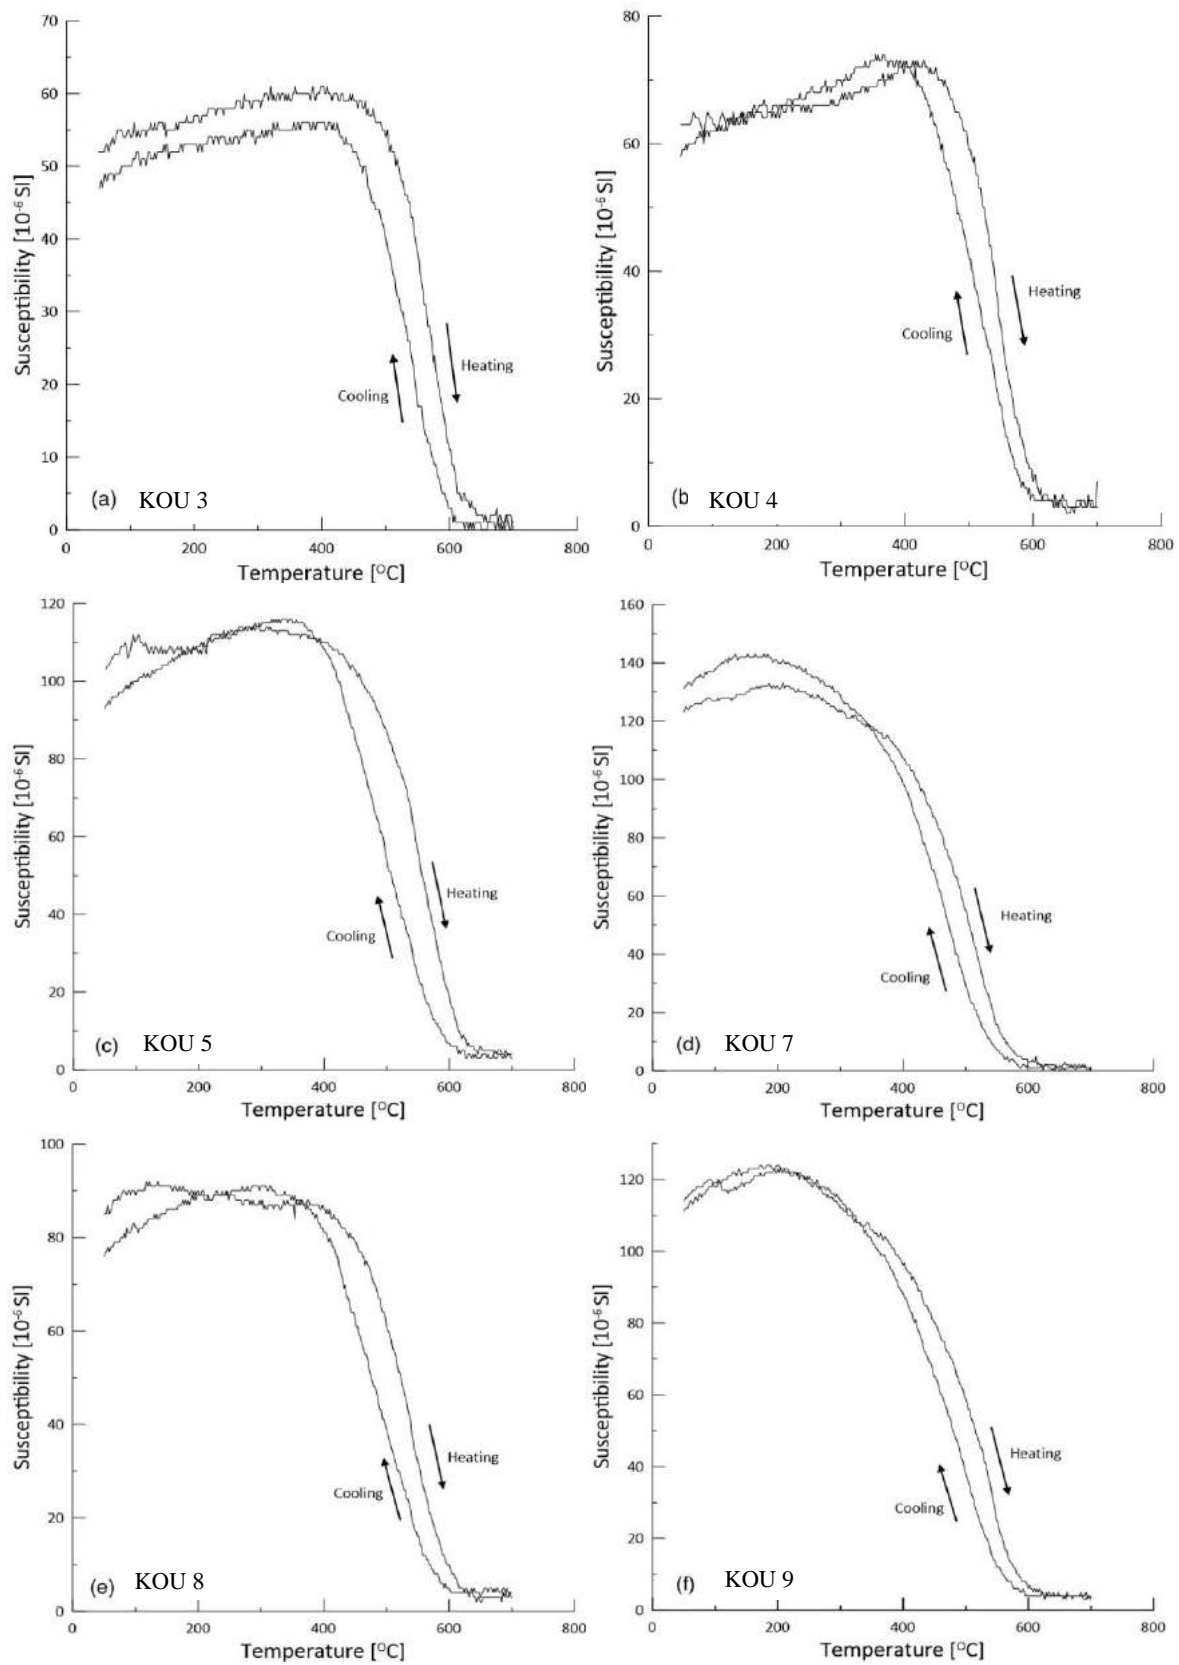 70
60
50
40
30
20
10
0
Susceptibility [10-6 SI]
Heating
Cooling
(a) KOU 3
0 200 400 600 800
Temperature [OC]
80
60
40
20
0
Susceptibility [10-6 SI]
Heating
Cooling
(b KOU 4
0 200 400 600 800
Temperature [OC]
120
100
80
60
40
20
0
Susceptibility [10-6 SI]
Heating
Cooling
(c) KOU 5
0 200 400 600 800
Temperature [OC]
160
140
120
100
80
60
40
20
0
Susceptibility [10-6 SI]
Heating
Cooling
(d) KOU 7
0 200 400 600 800
Temperature [OC]
100
80
60
40
20
0
Susceptibility [10-6 SI]
Heating
Cooling
(e) KOU 8
0 200 400 600 800
Temperature [OC]
120
100
80
60
40
20
0
Susceptibility [10-6 SI]
Heating
Cooling
(f) KOU 9
0 200 400 600 800
Temperature [OC]